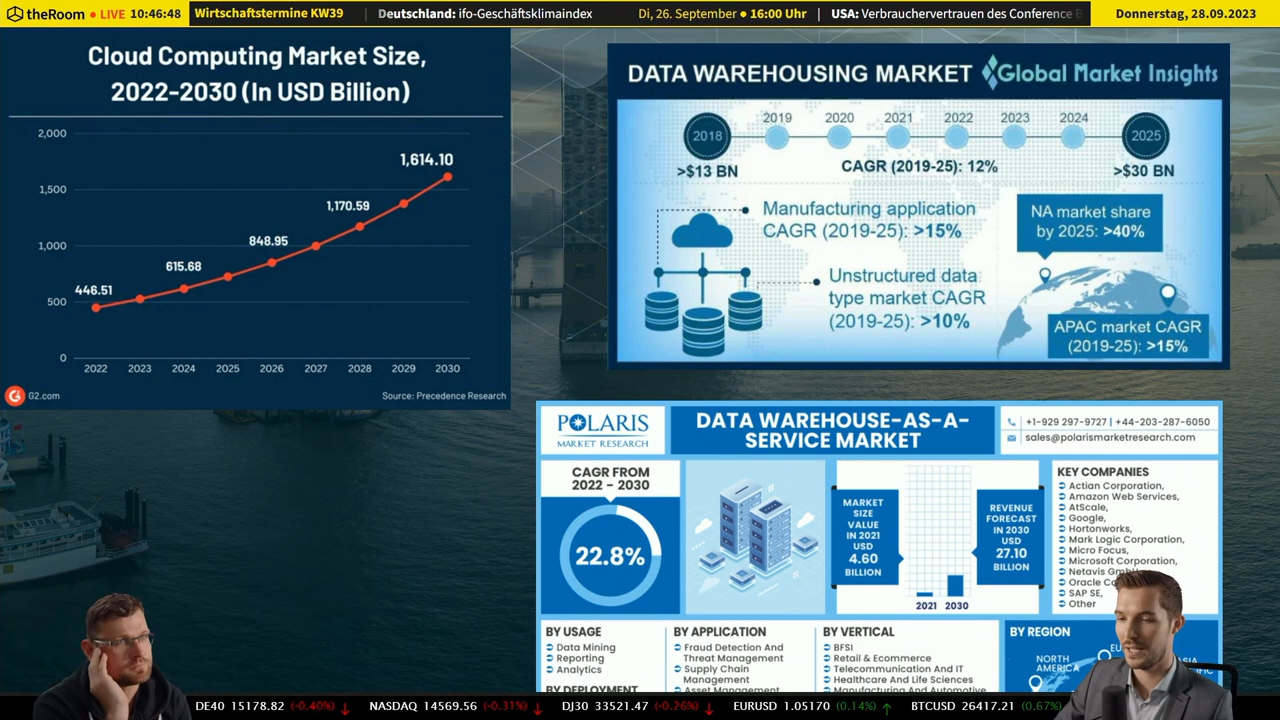 theRoom • LIVE 10:46:48
Wirtschaftstermine KW39 | Deutschland: ifo-Geschäftsklimaindex Di, 26. September • 16:00 Uhr | USA: Verbrauchervertrauen des Conference
Donnerstag, 28.09.2023
Cloud Computing Market Size,
2022-2030 (In USD Billion)
2,000
1,500
1,000
500
0
446.51
615.68
848.95
1,170.59
1,614.10
2022 2023 2024 2025 2026 2027 2028 2029 2030
G2.com
Source: Precedence Research
DATA WAREHOUSING MARKET
Global Market Insights
2018 2019 2020 2021 2022 2023 2024 2025
>$13 BN
CAGR (2019-25): 12%
>$30 BN
Manufacturing application
CAGR (2019-25): >15%
Unstructured data
type market CAGR
(2019-25): >10%
NA market share
by 2025: >40%
APAC market CAGR
(2019-25): >15%
POLARIS
MARKET RESEARCH
DATA WAREHOUSE-AS-A-
SERVICE MARKET
+1-929 297-9727 | +44-203-287-6050
sales@polarismarketresearch.com
CAGR FROM
2022 - 2030
22.8%
MARKET
SIZE
VALUE
IN 2021
USD
4.60
BILLION
2021 2030
REVENUE
FORECAST
IN 2030
USD
27.10
BILLION
KEY COMPANIES
Actian Corporation,
Amazon Web Services,
AtScale,
Google,
Hortonworks,
Mark Logic Corporation,
Micro Focus,
Microsoft Corporation,
Netavis
Oracle
SAP SE,
Other
BY USAGE
Data Mining
Reporting
Analytics
BY DEPLOYMENT
BY APPLICATION
Fraud Detection And
Threat Management
Supply Chain
Management
Asset Management
BY VERTICAL
BFSI
Retail & Ecommerce
Telecommunication And IT
Healthcare And Life Sciences
Manufacturing And Automotive
BY REGION
NORTH
AMERICA
DE40 15178.82 (-0.40%) ↓ NASDAQ 14569.56 (-0.31%) ↓ DJ30 33521.47 (-0.26%) ↓ EURUSD 1.05170 (0.14%) ↑ BTCUSD 26417.21 (0.67%)